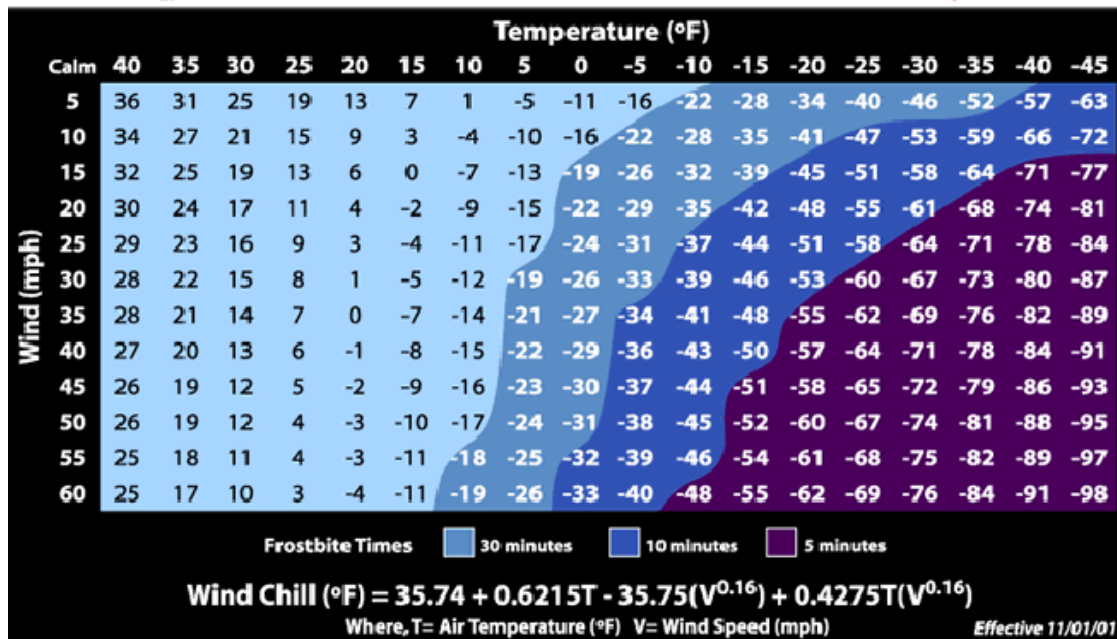 Temperature (°F)
Calm 40 35 30 25 20 15 10 5 0 -5 -10 -15 -20 -25 -30 -35 -40 -45
5 36 31 25 19 13 7 1 -5 -11 -16 -22 -28 -34 -40 -46 -52 -57 -63
10 34 27 21 15 9 3 -4 -10 -16 -22 -28 -35 -41 -47 -53 -59 -66 -72
15 32 25 19 13 6 0 -7 -13 -19 -26 -32 -39 -45 -51 -58 -64 -71 -77
20 30 24 17 11 4 -2 -9 -15 -22 -29 -35 -42 -48 -55 -61 -68 -74 -81
25 29 23 16 9 3 -4 -11 -17 -24 -31 -37 -44 -51 -58 -64 -71 -78 -84
30 28 22 15 8 1 -5 -12 -19 -26 -33 -39 -46 -53 -60 -67 -73 -80 -87
35 28 21 14 7 0 -7 -14 -21 -27 -34 -41 -48 -55 -62 -69 -76 -82 -89
40 27 20 13 6 -1 -8 -15 -22 -29 -36 -43 -50 -57 -64 -71 -78 -84 -91
45 26 19 12 5 -2 -9 -16 -23 -30 -37 -44 -51 -58 -65 -72 -79 -86 -93
50 26 19 12 4 -3 -10 -17 -24 -31 -38 -45 -52 -60 -67 -74 -81 -88 -95
55 25 18 11 4 -3 -11 -18 -25 -32 -39 -46 -54 -61 -68 -75 -82 -89 -97
60 25 17 10 3 -4 -11 -19 -26 -33 -40 -48 -55 -62 -69 -76 -84 -91 -98
Wind (mph)
Frostbite Times 30 minutes 10 minutes 5 minutes
Wind Chill (°F) = 35.74 + 0.6215T - 35.75(V^0.16) + 0.4275T(V^0.16)
Where, T= Air Temperature (°F) V= Wind Speed (mph) Effective 11/01/01